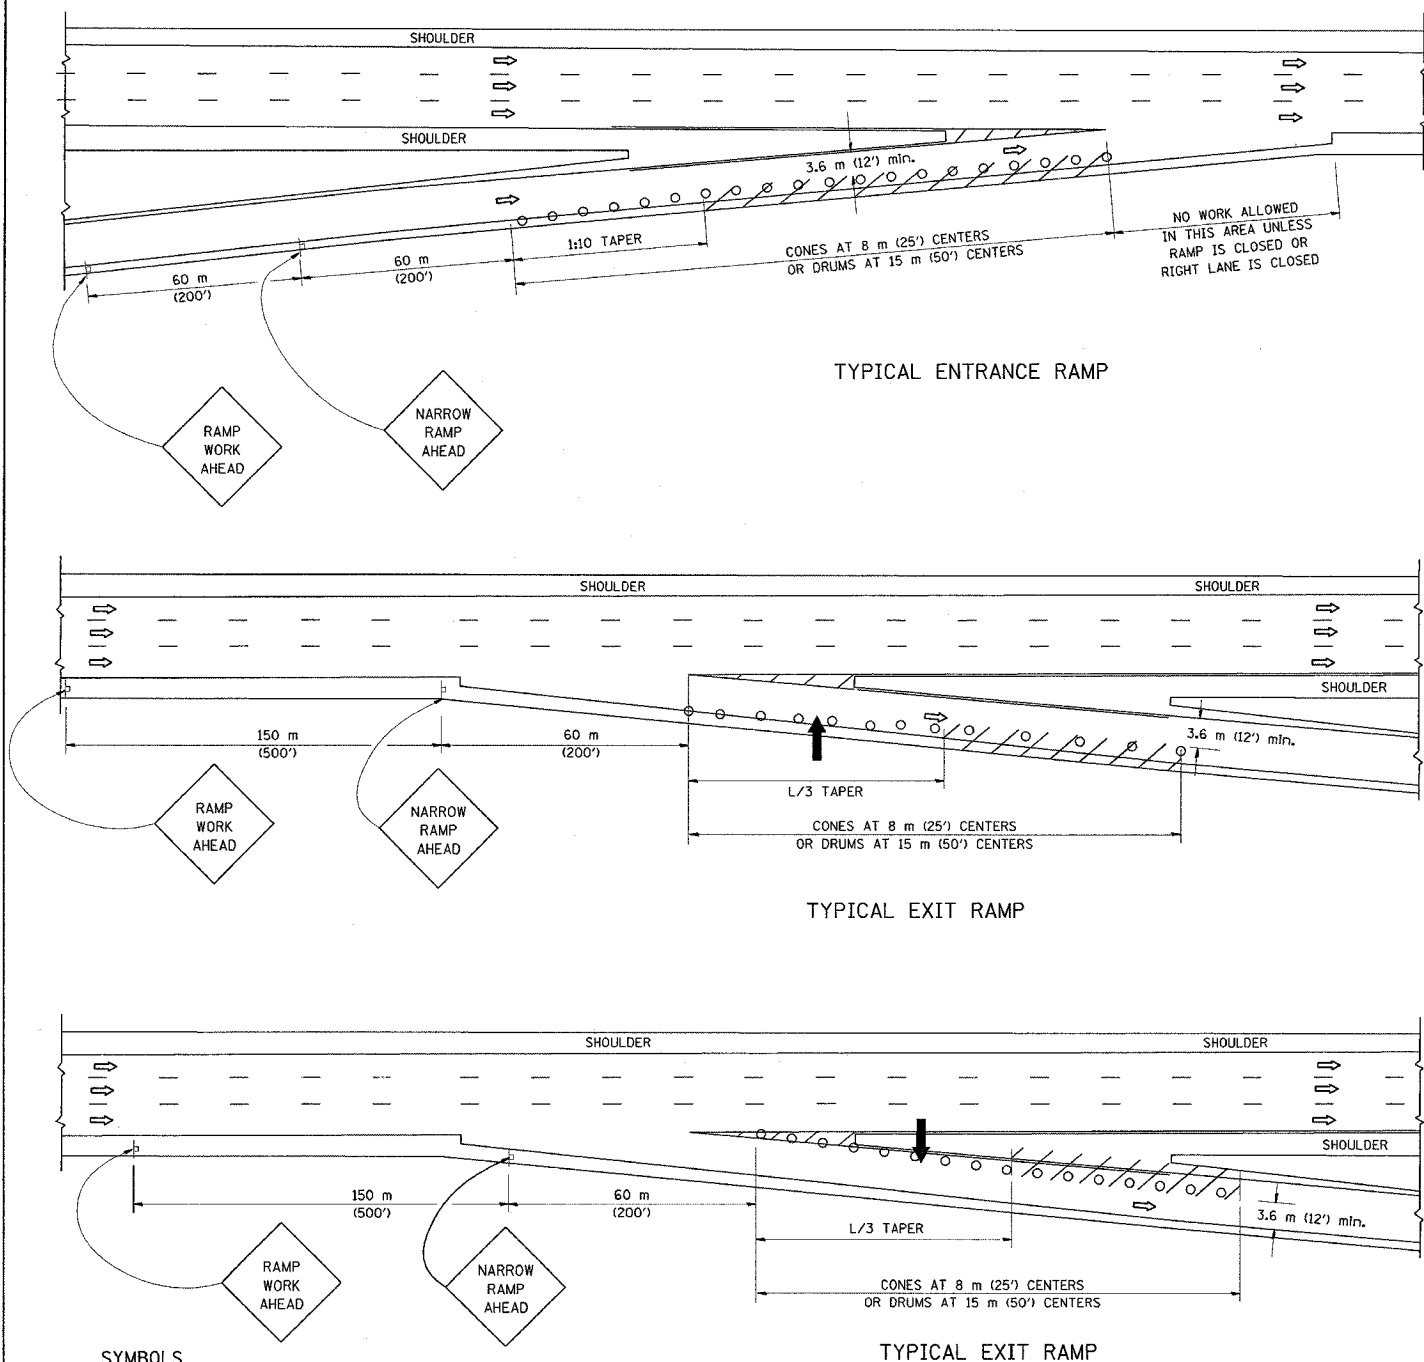 SHOULDER
SHOULDER
3.6 m (12') min.
1:10 TAPER
60 m
(200')
60 m
(200')
CONES AT 8 m (25') CENTERS
OR DRUMS AT 15 m (50') CENTERS
NO WORK ALLOWED
IN THIS AREA UNLESS
RAMP IS CLOSED OR
RIGHT LANE IS CLOSED
TYPICAL ENTRANCE RAMP
RAMP
WORK
AHEAD
NARROW
RAMP
AHEAD
SHOULDER
SHOULDER
SHOULDER
150 m
(500')
60 m
(200')
3.6 m (12') min.
L/3 TAPER
CONES AT 8 m (25') CENTERS
OR DRUMS AT 15 m (50') CENTERS
RAMP
WORK
AHEAD
NARROW
RAMP
AHEAD
TYPICAL EXIT RAMP
SHOULDER
SHOULDER
SHOULDER
150 m
(500')
60 m
(200')
3.6 m (12') min.
L/3 TAPER
CONES AT 8 m (25') CENTERS
OR DRUMS AT 15 m (50') CENTERS
RAMP
WORK
AHEAD
NARROW
RAMP
AHEAD
TYPICAL EXIT RAMP
SYMBOLS